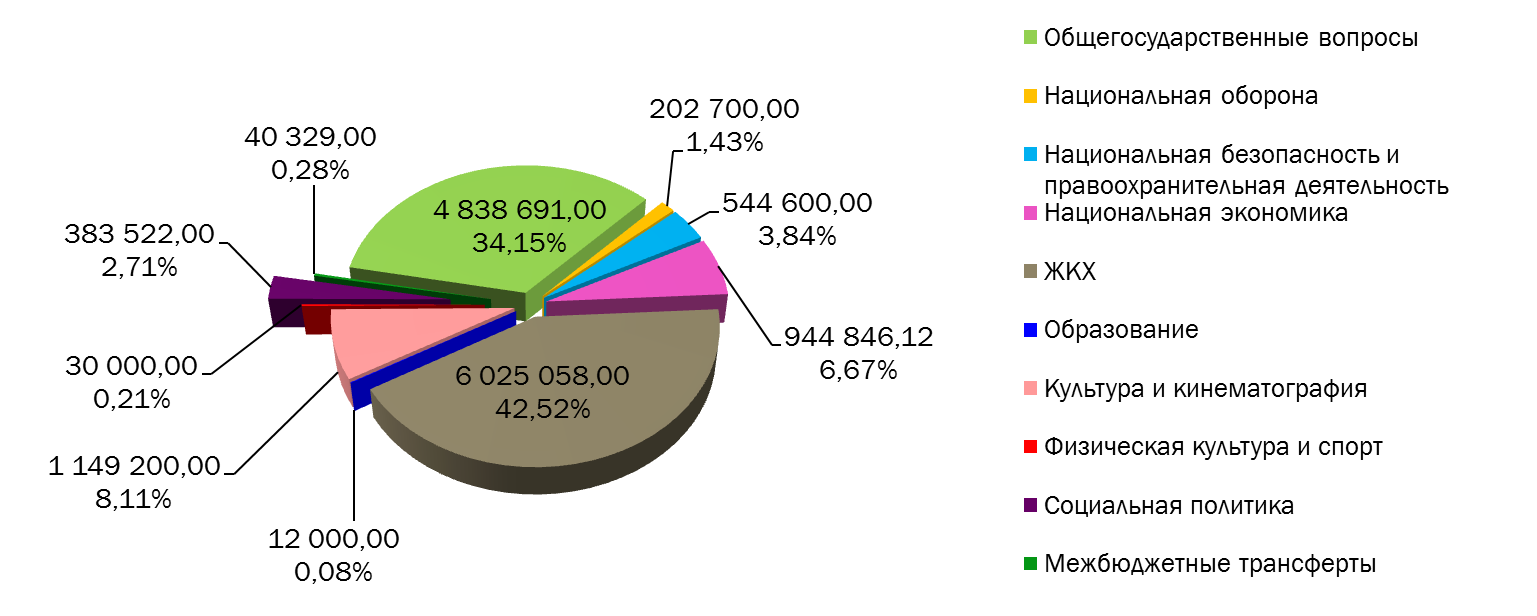 202 700,00
1,43%
40 329,00
0,28%
544 600,00
3,84%
4 838 691,00
34,15%
383 522,00
2,71%
944 846,12
6,67%
30 000,00
0,21%
6 025 058,00
42,52%
1 149 200,00
8,11%
12 000,00
0,08%
Общегосударственные вопросы
Национальная оборона
Национальная безопасность и
правоохранительная деятельность
Национальная экономика
ЖКХ
Образование
Культура и кинематография
Физическая культура и спорт
Социальная политика
Межбюджетные трансферты